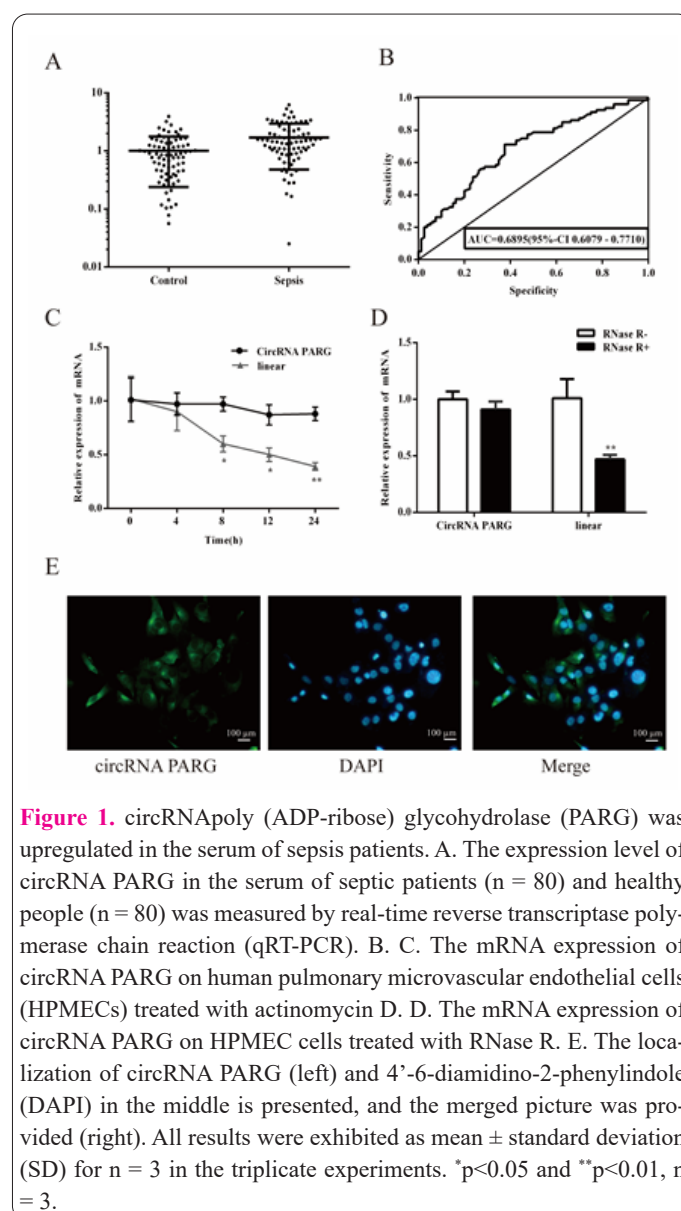 A
10
1
0.1
0.01
Control
Sepsis
B
Sensitivity
1.0
0.8
0.6
0.4
0.2
0.0
AUC=0.6895(95%-CI 0.6079 - 0.7710)
0.0
0.2
0.4
0.6
0.8
1.0
Specificity
C
Relative expression of mRNA
1.5
1.0
0.5
0.0
CircRNA PARG
linear
*
*
**
0
4
8
12
24
Time(h)
D
Relative expression of mRNA
1.5
1.0
0.5
0.0
RNase R-
RNase R+
**
CircRNA PARG
linear
E
100 μm
100 μm
100 μm
circRNA PARG
DAPI
Merge
Figure 1. circRNApoly (ADP-ribose) glycohydrolase (PARG) was
upregulated in the serum of sepsis patients. A. The expression level of
circRNA PARG in the serum of septic patients (n = 80) and healthy
people (n = 80) was measured by real-time reverse transcriptase poly-
merase chain reaction (qRT-PCR). B. C. The mRNA expression of
circRNA PARG on human pulmonary microvascular endothelial cells
(HPMECs) treated with actinomycin D. D. The mRNA expression of
circRNA PARG on HPMEC cells treated with RNase R. E. The loca-
lization of circRNA PARG (left) and 4’-6-diamidino-2-phenylindole
(DAPI) in the middle is presented, and the merged picture was pro-
vided (right). All results were exhibited as mean ± standard deviation
(SD) for n = 3 in the triplicate experiments. *p<0.05 and **p<0.01, n
= 3.